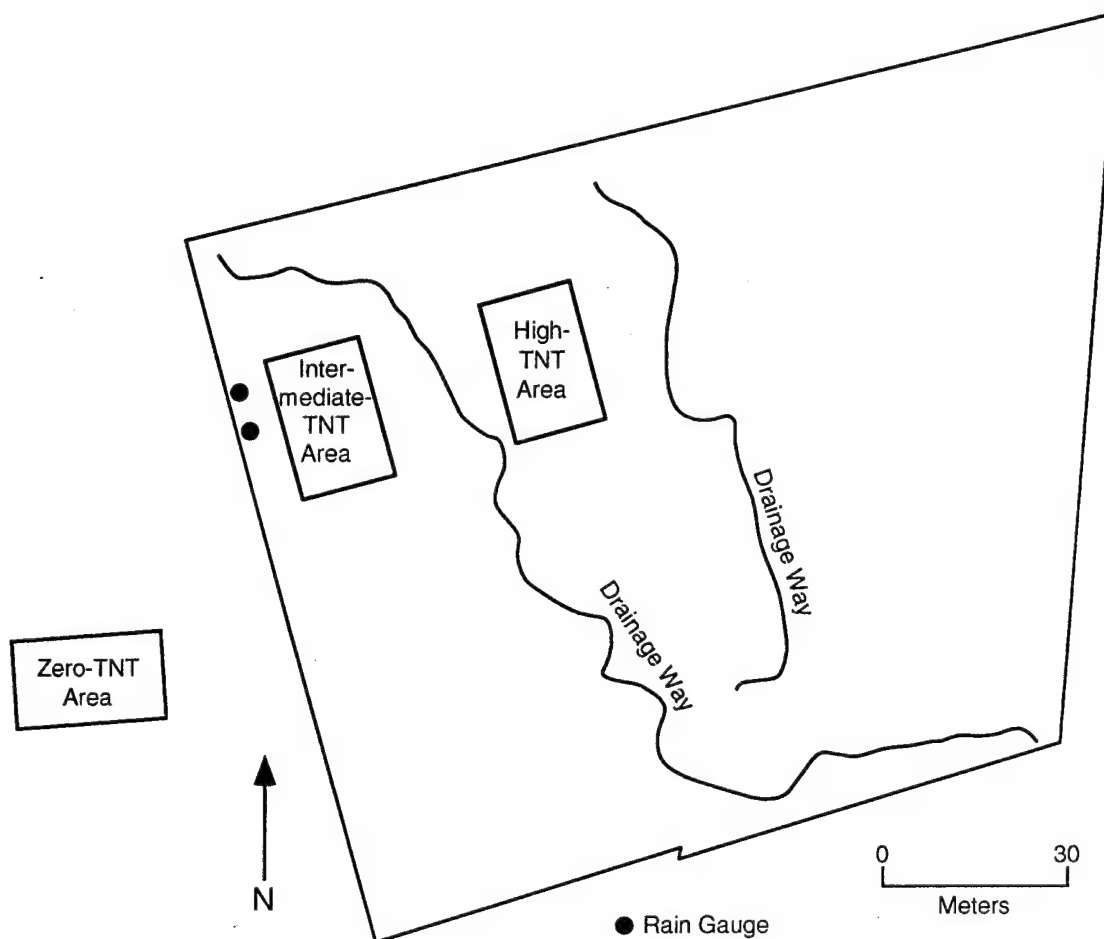 High-
TNT
Area
Inter-
mediate-
TNT
Area
Drainage Way
Drainage Way
Zero-TNT
Area
N
0 30
Meters
Rain Gauge